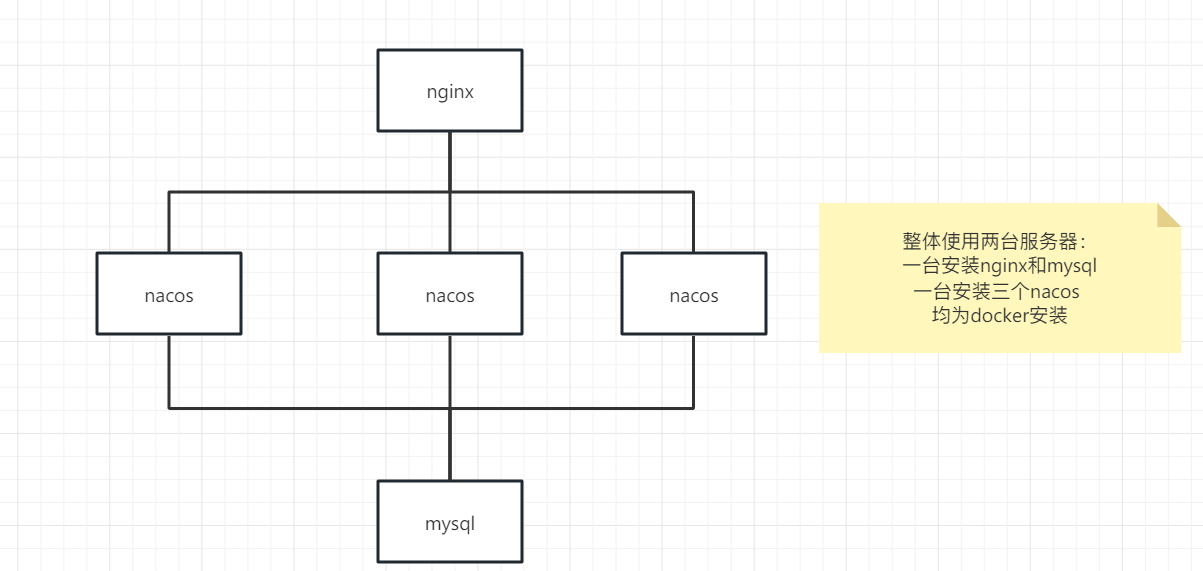 nginx
nacos
nacos
nacos
整体使用两台服务器：
一台安装nginx和mysql
一台安装三个nacos
均为docker安装
mysql